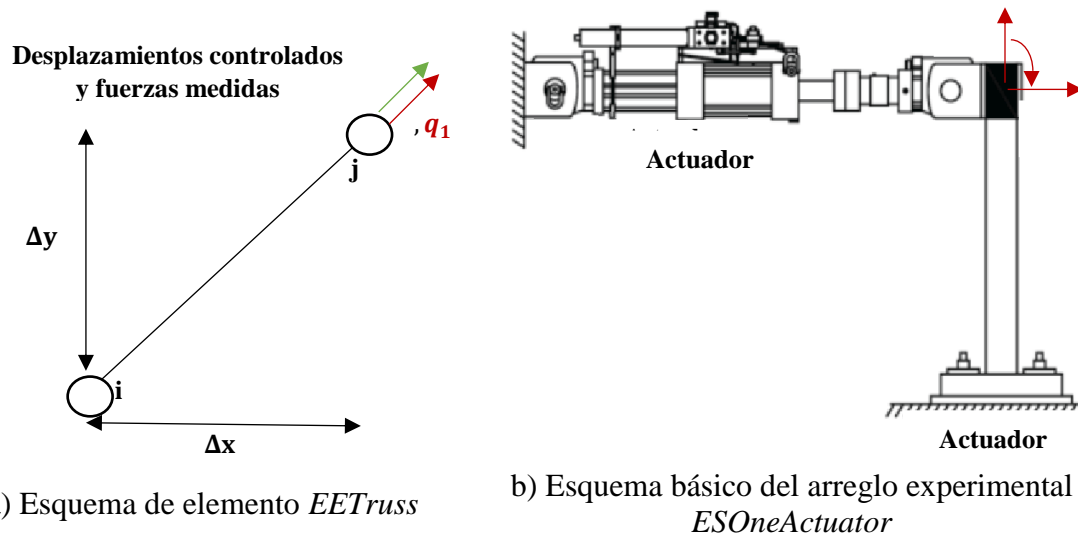 Desplazamientos controlados
y fuerzas medidas
, q₁
j
Δy
i
Δx
) Esquema de elemento EETruss
Actuador
Actuador
b) Esquema básico del arreglo experimental
ESOneActuator